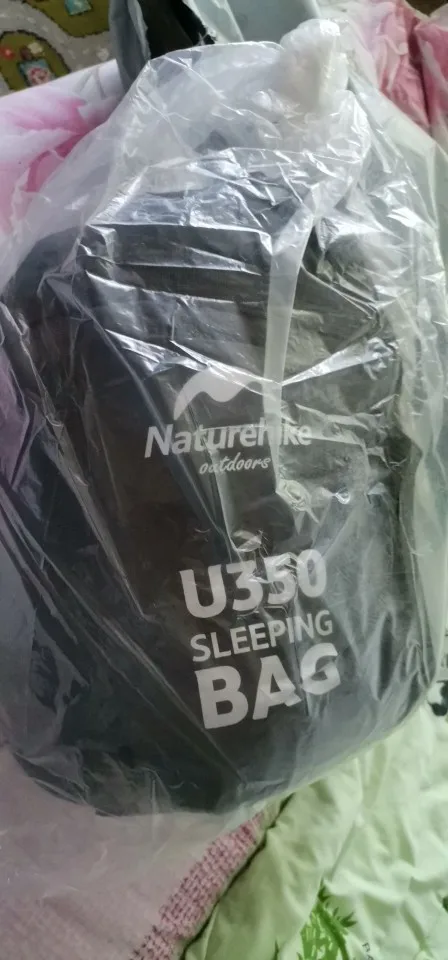 Naturehike
outdoors
U350
SLEEPING
BAG